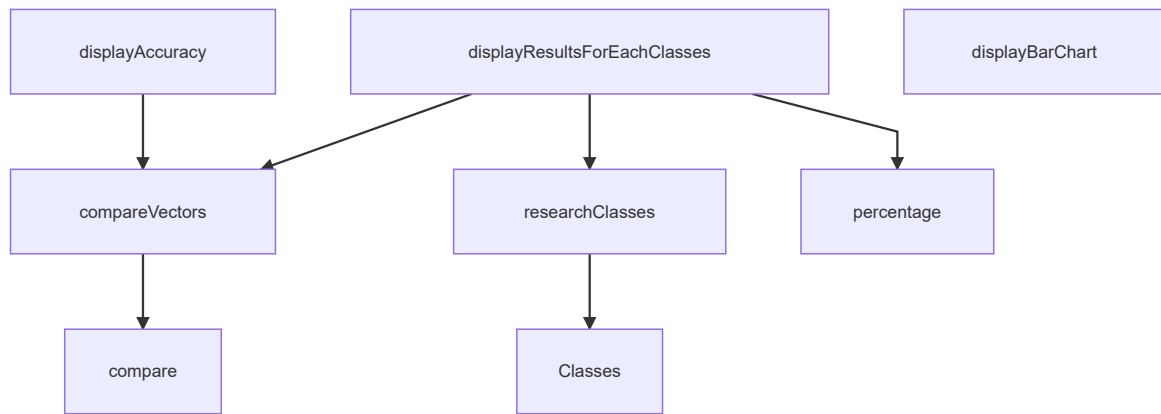 displayAccuracy
displayResultsForEachClasses
displayBarChart
compareVectors
researchClasses
percentage
compare
Classes